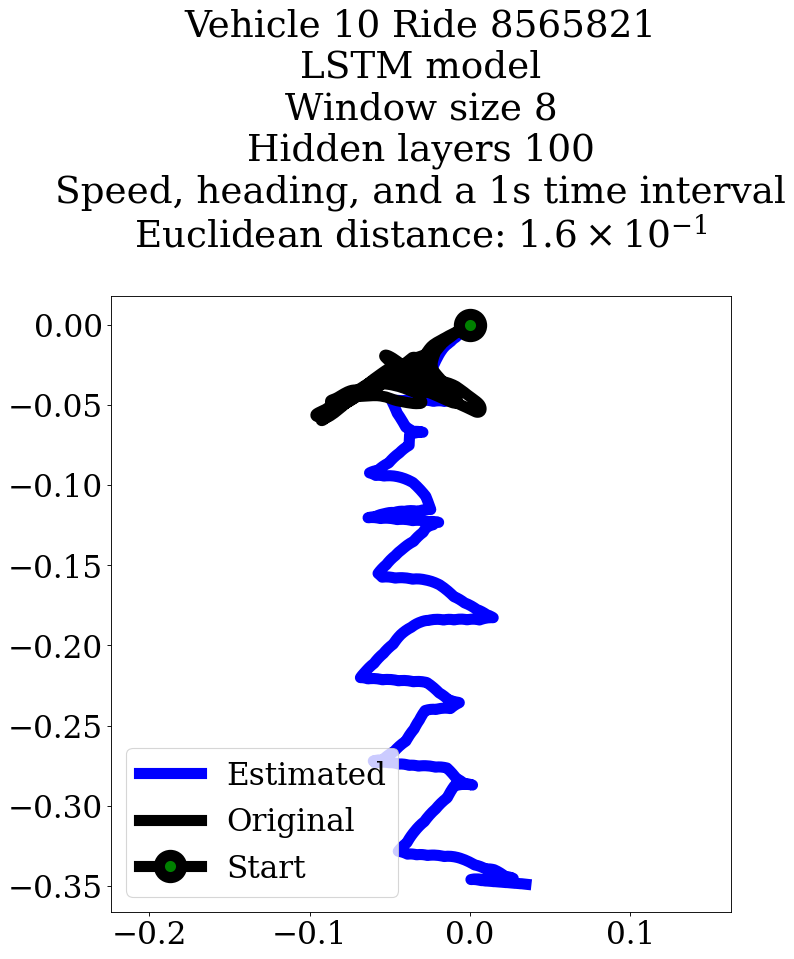 Vehicle 10 Ride 8565821
LSTM model
Window size 8
Hidden layers 100
Speed, heading, and a 1s time interval
Euclidean distance: 1.6 × 10⁻¹
0.00
−0.05
−0.10
−0.15
−0.20
−0.25
−0.30
−0.35
Estimated
Original
Start
−0.2 −0.1 0.0 0.1